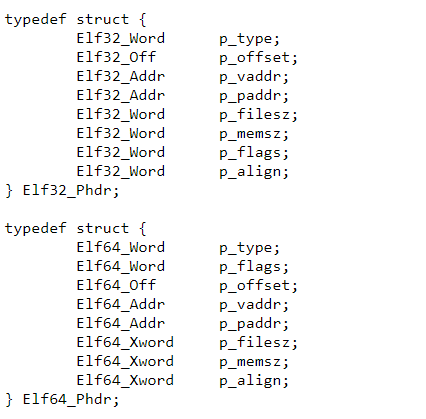 typedef struct {
        Elf32_Word      p_type;
        Elf32_Off       p_offset;
        Elf32_Addr      p_vaddr;
        Elf32_Addr      p_paddr;
        Elf32_Word      p_filesz;
        Elf32_Word      p_memsz;
        Elf32_Word      p_flags;
        Elf32_Word      p_align;
} Elf32_Phdr;

typedef struct {
        Elf64_Word      p_type;
        Elf64_Word      p_flags;
        Elf64_Off       p_offset;
        Elf64_Addr      p_vaddr;
        Elf64_Addr      p_paddr;
        Elf64_Xword     p_filesz;
        Elf64_Xword     p_memsz;
        Elf64_Xword     p_align;
} Elf64_Phdr;